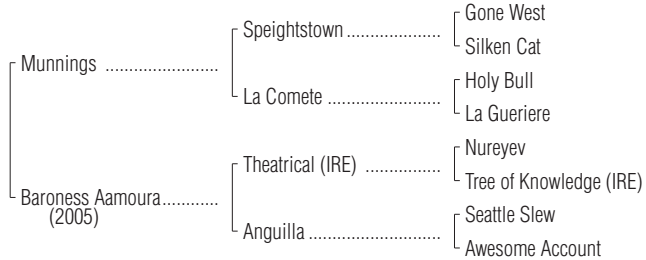 Gone West
Speightstown ....................
Silken Cat
Munnings ........................
Holy Bull
La Comete ........................
La Gueriere
Nureyev
Theatrical (IRE) ................
Tree of Knowledge (IRE)
Baroness Aamoura............
(2005)
Seattle Slew
Anguilla ............................
Awesome Account